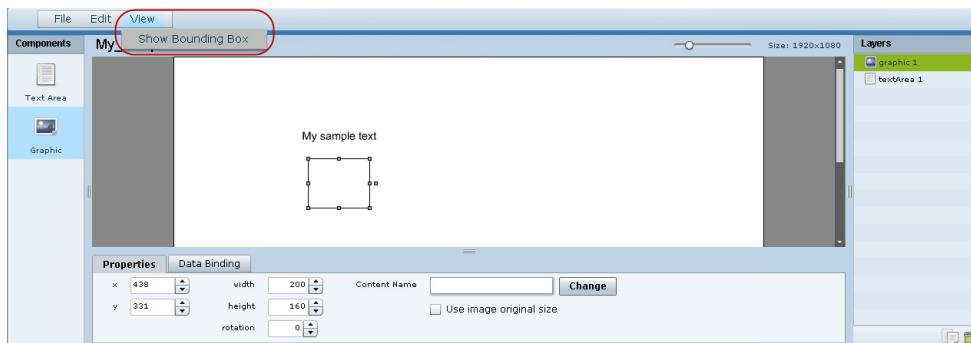 File Edit View
Show Bounding Box
Components
Text Area
Graphic
Size: 1920x1080
My sample text
Layers
graphic 1
textArea 1
Properties Data Binding
x 438 width 200 Content Name Change
y 331 height 160 Use image original size
rotation 0